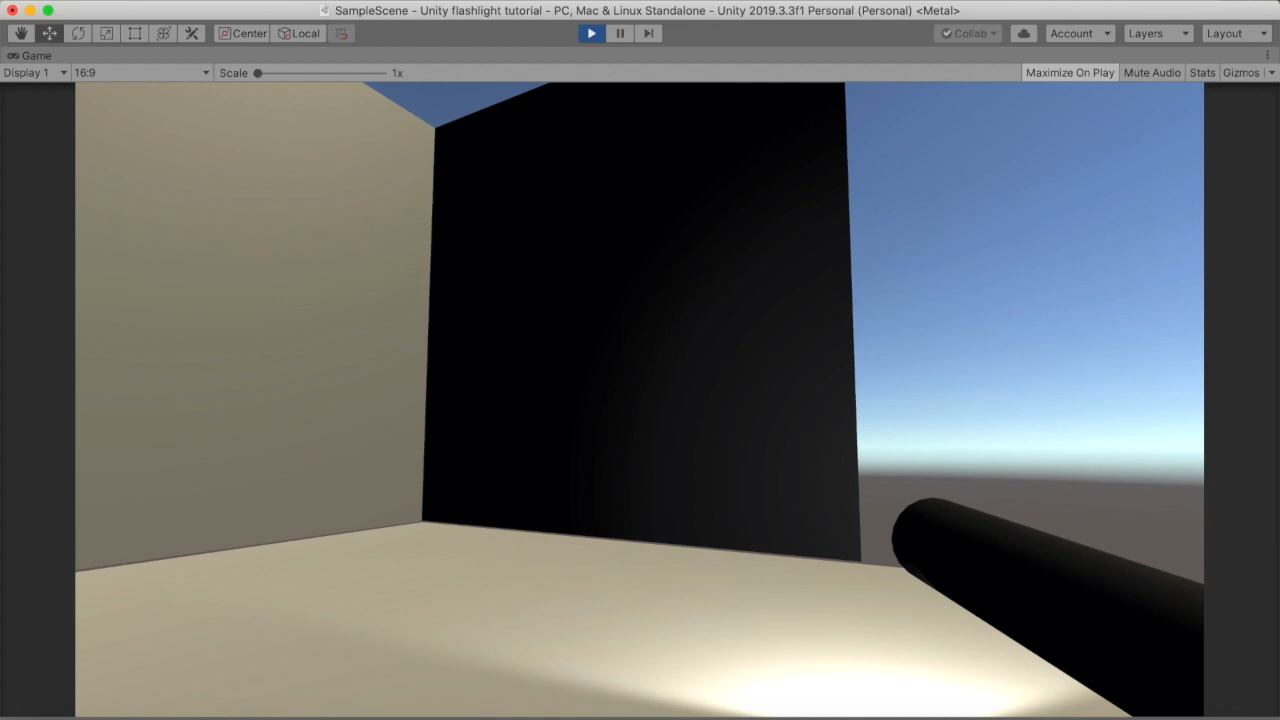 SampleScene - Unity flashlight tutorial - PC, Mac & Linux Standalone - Unity 2019.3.3f1 Personal (Personal) <Metal>
Center Local Collab Account Layers Layout
Game
Display 1 16:9 Scale 1x Maximize On Play Mute Audio Stats Gizmos